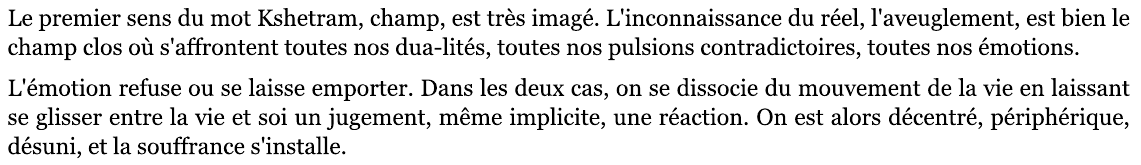 Le premier sens du mot Kshetram, champ, est très imagé. L'inconnaissance du réel, l'aveuglement, est bien le
champ clos où s'affrontent toutes nos dua-lités, toutes nos pulsions contradictoires, toutes nos émotions.
L'émotion refuse ou se laisse emporter. Dans les deux cas, on se dissocie du mouvement de la vie en laissant
se glisser entre la vie et soi un jugement, même implicite, une réaction. On est alors décentré, périphérique,
désuni, et la souffrance s'installe.